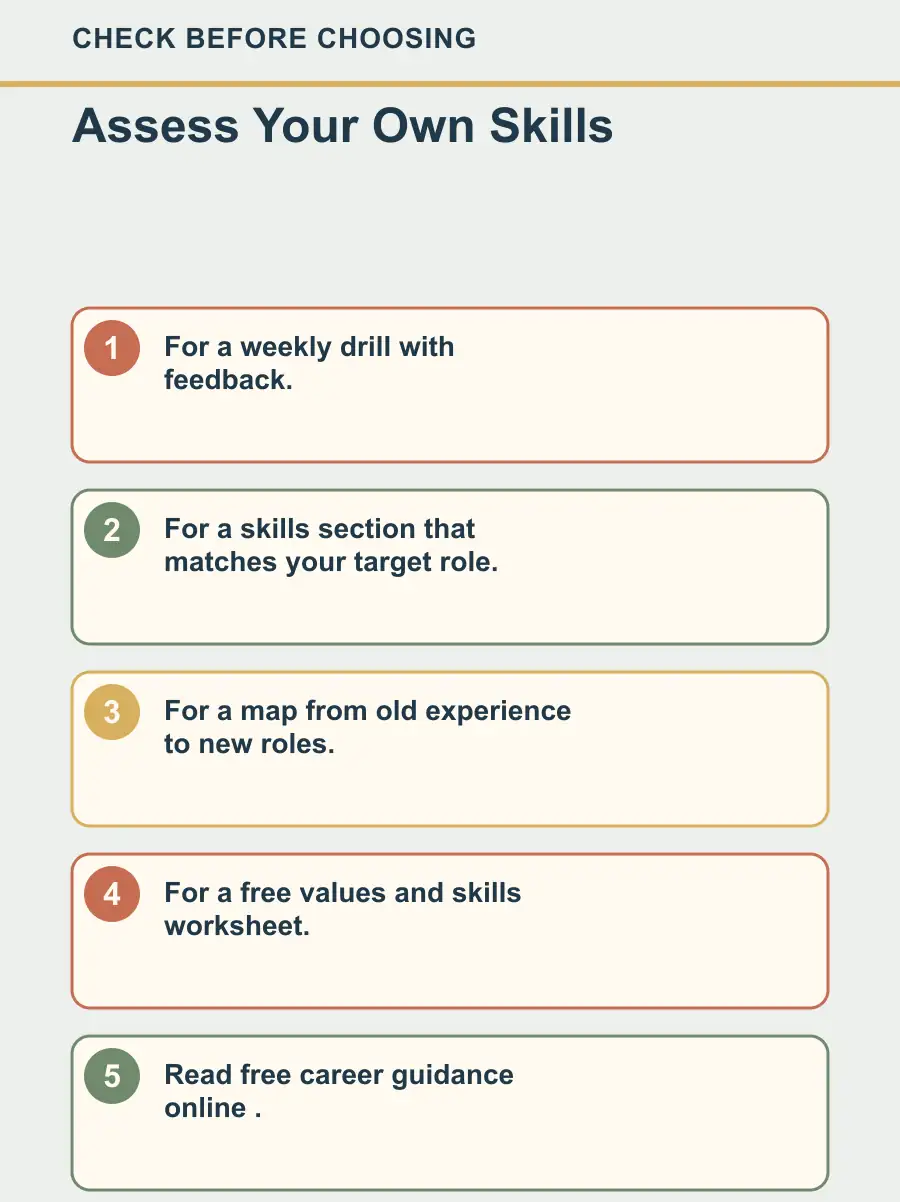 CHECK BEFORE CHOOSING
Assess Your Own Skills
1
For a weekly drill with
feedback.
2
For a skills section that
matches your target role.
3
For a map from old experience
to new roles.
4
For a free values and skills
worksheet.
5
Read free career guidance
online .